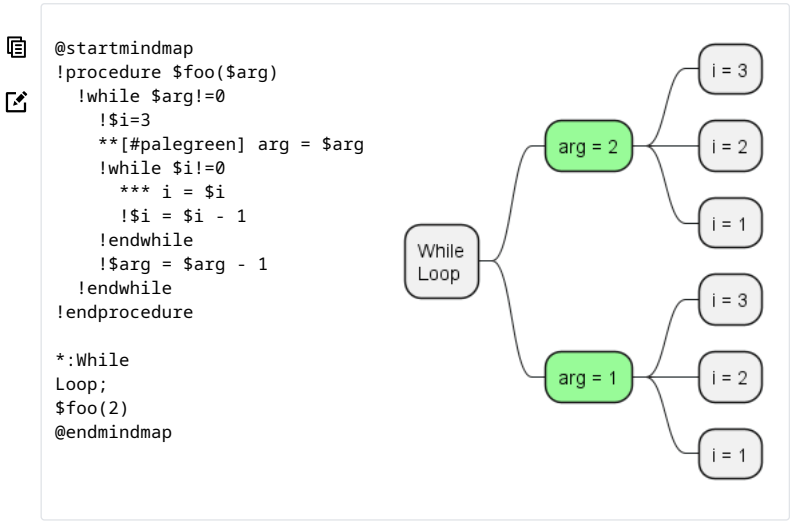 @startmindmap
!procedure $foo($arg)
  !while $arg!=0
    !$i=3
    **[#palegreen] arg = $arg
    !while $i!=0
      *** i = $i
      !$i = $i - 1
    !endwhile
    !$arg = $arg - 1
  !endwhile
!endprocedure

*:While
Loop;
$foo(2)
@endmindmap
While
Loop
arg = 2
i = 3
i = 2
i = 1
arg = 1
i = 3
i = 2
i = 1